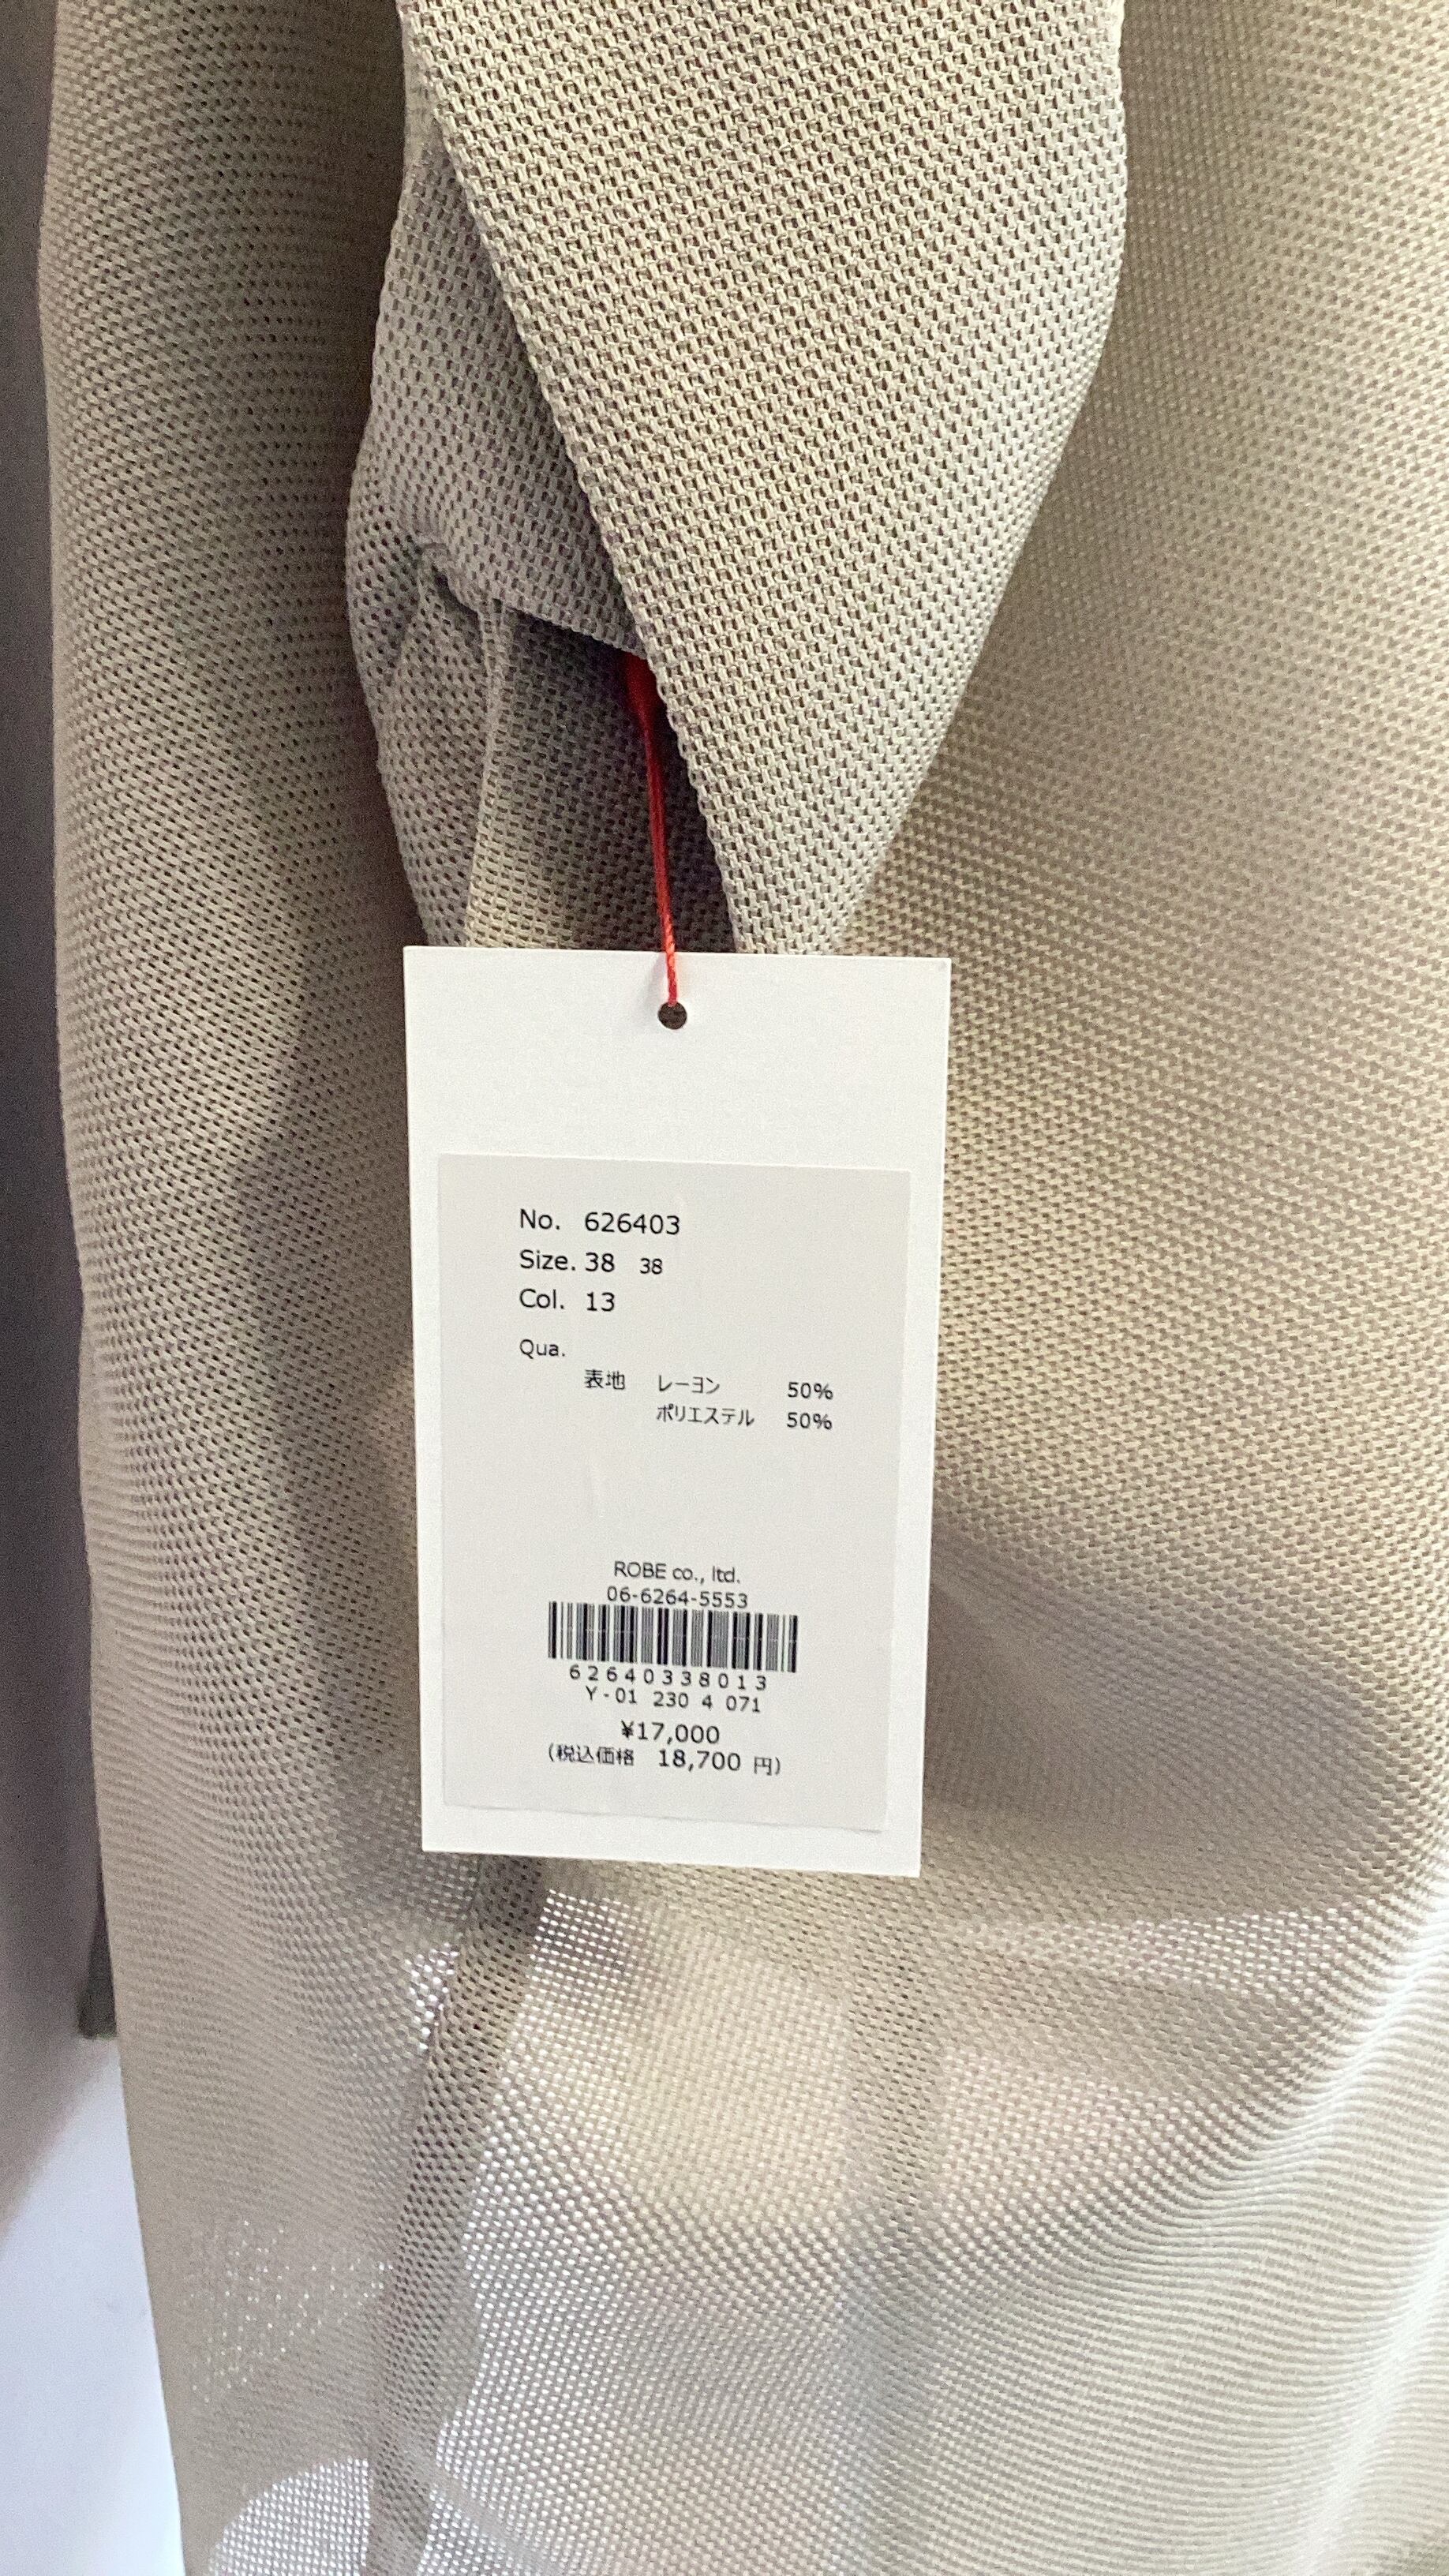 No. 626403
Size. 38 38
Col. 13
Qua.
表地 レーヨン 50%
ポリエステル 50%
ROBE co., ltd.
06-6264-5553
62640338013
Y-01 230 4 071
¥17,000
(税込価格 18,700 円)